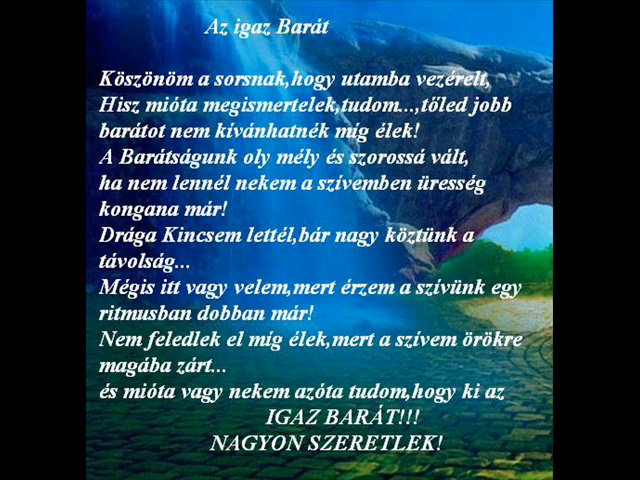 Az igaz Barát
Köszönöm a sorsnak,hogy utamba vezérelt,
Hisz mióta megismertelek,tudom...,tőled jobb
barátot nem kívánhatnék míg élek!
A Barátságunk oly mély és szorossá vált,
ha nem lennél nekem a szívemben üresség
kongana már!
Drága Kincsem lettél,bár nagy köztünk a
távolság...
Mégis itt vagy velem,mert érzem a szívünk egy
ritmusban dobban már!
Nem feledlek el míg élek,mert a szívem örökre
magába zárt...
és mióta vagy nekem azóta tudom,hogy ki az
IGAZ BARÁT!!!
NAGYON SZERETLEK!